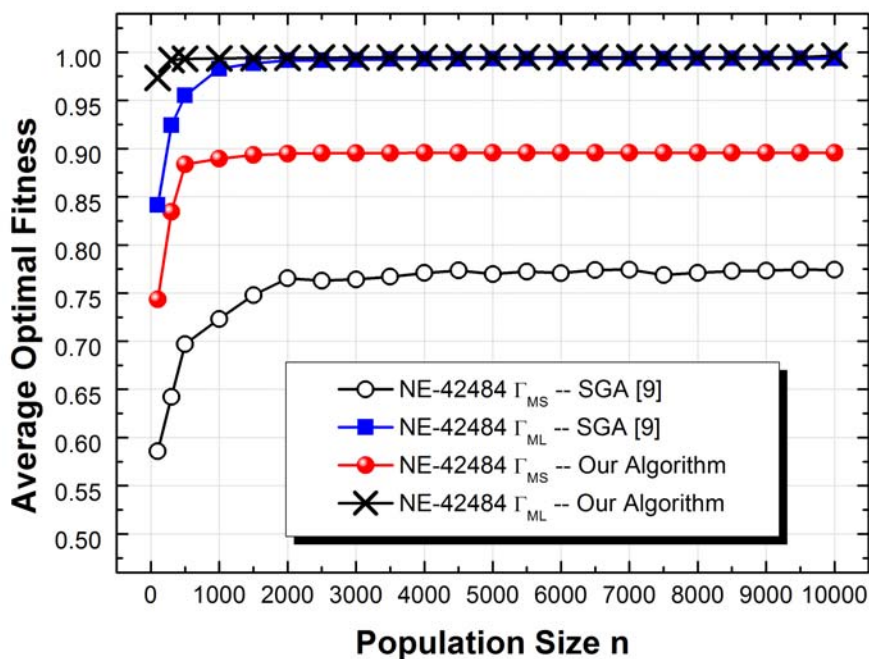 1.00
0.95
0.90
0.85
0.80
0.75
0.70
0.65
0.60
0.55
0.50
Average Optimal Fitness
NE-42484 Γ_MS -- SGA [9]
NE-42484 Γ_ML -- SGA [9]
NE-42484 Γ_MS -- Our Algorithm
NE-42484 Γ_ML -- Our Algorithm
0 1000 2000 3000 4000 5000 6000 7000 8000 9000 10000
Population Size n